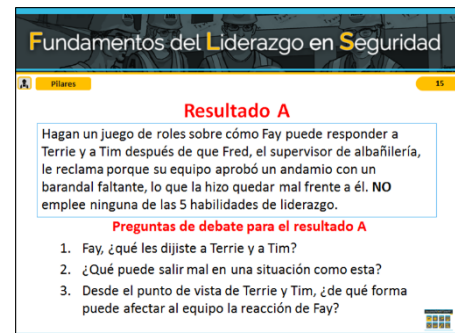 Fundamentos del Liderazgo en Seguridad
Pilares
15
Resultado A
Hagan un juego de roles sobre cómo Fay puede responder a
Terrie y a Tim después de que Fred, el supervisor de albañilería,
le reclama porque su equipo aprobó un andamio con un
barandal faltante, lo que la hizo quedar mal frente a él. NO
emplee ninguna de las 5 habilidades de liderazgo.
Preguntas de debate para el resultado A
1. Fay, ¿qué les dijiste a Terrie y a Tim?
2. ¿Qué puede salir mal en una situación como esta?
3. Desde el punto de vista de Terrie y Tim, ¿de qué forma
puede afectar al equipo la reacción de Fay?